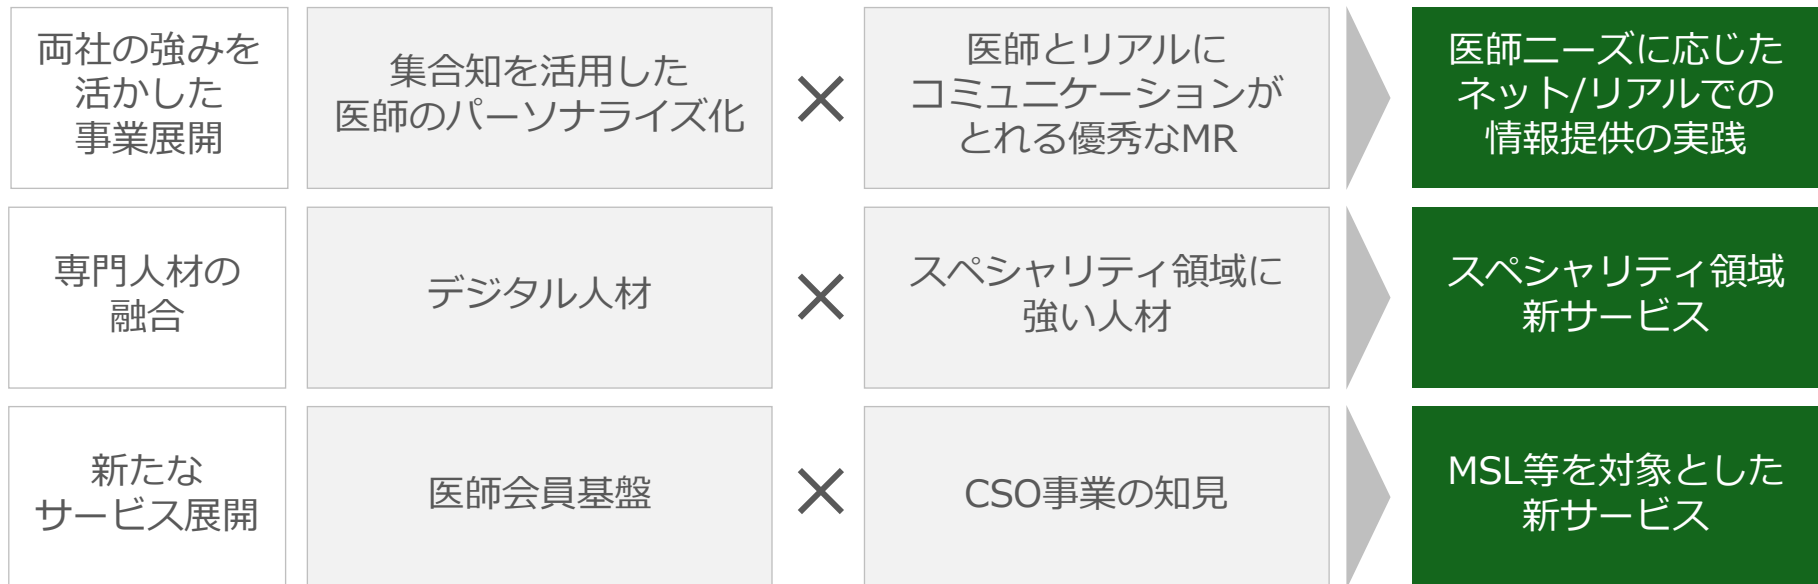 両社の強みを
活かした
事業展開
集合知を活用した
医師のパーソナライズ化
×
医師とリアルに
コミュニケーションが
とれる優秀なMR
医師ニーズに応じた
ネット/リアルでの
情報提供の実践
専門人材の
融合
デジタル人材
×
スペシャリティ領域に
強い人材
スペシャリティ領域
新サービス
新たな
サービス展開
医師会員基盤
×
CSO事業の知見
MSL等を対象とした
新サービス